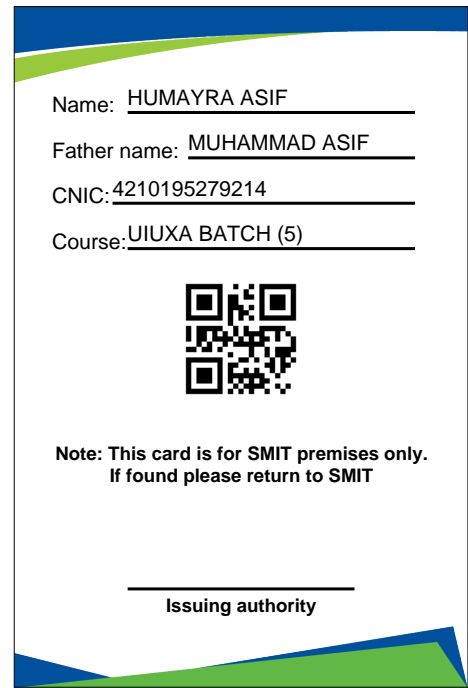 Name: HUMAYRA ASIF
Father name: MUHAMMAD ASIF
CNIC: 4210195279214
Course: UIUXA BATCH (5)
Note: This card is for SMIT premises only.
If found please return to SMIT
Issuing authority